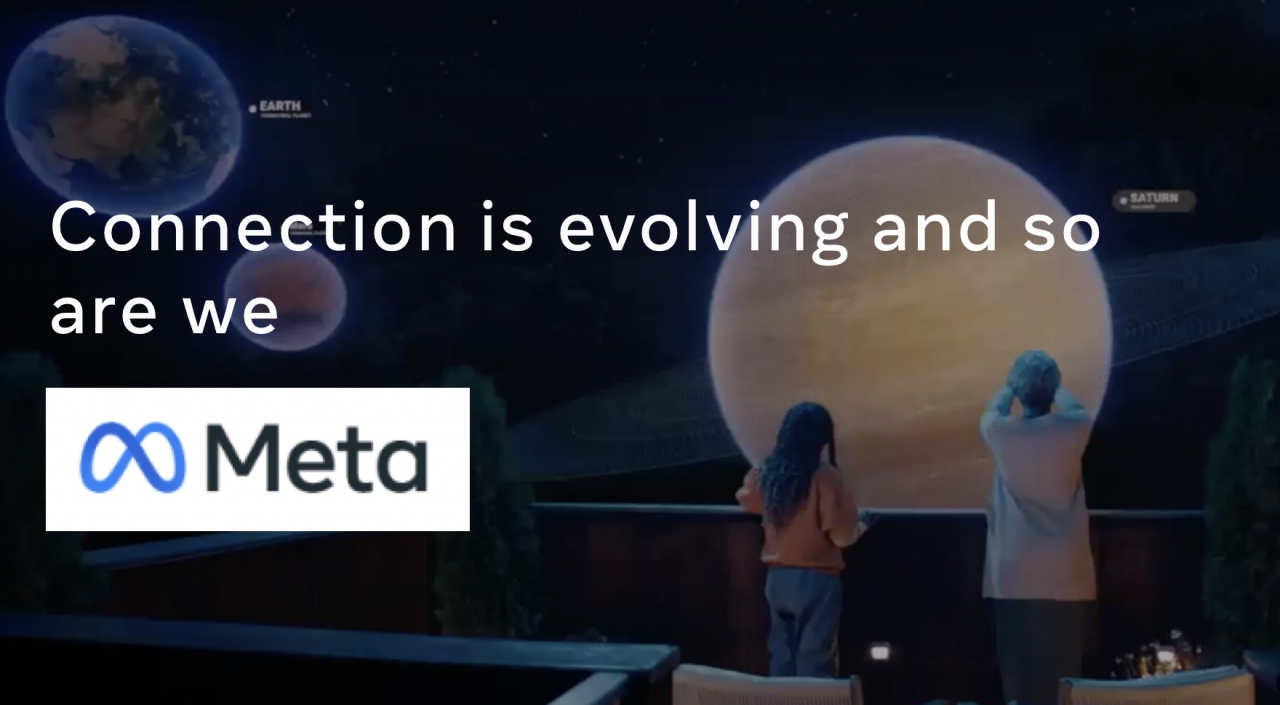 EARTH
SATURN
Connection is evolving and so
are we
Meta